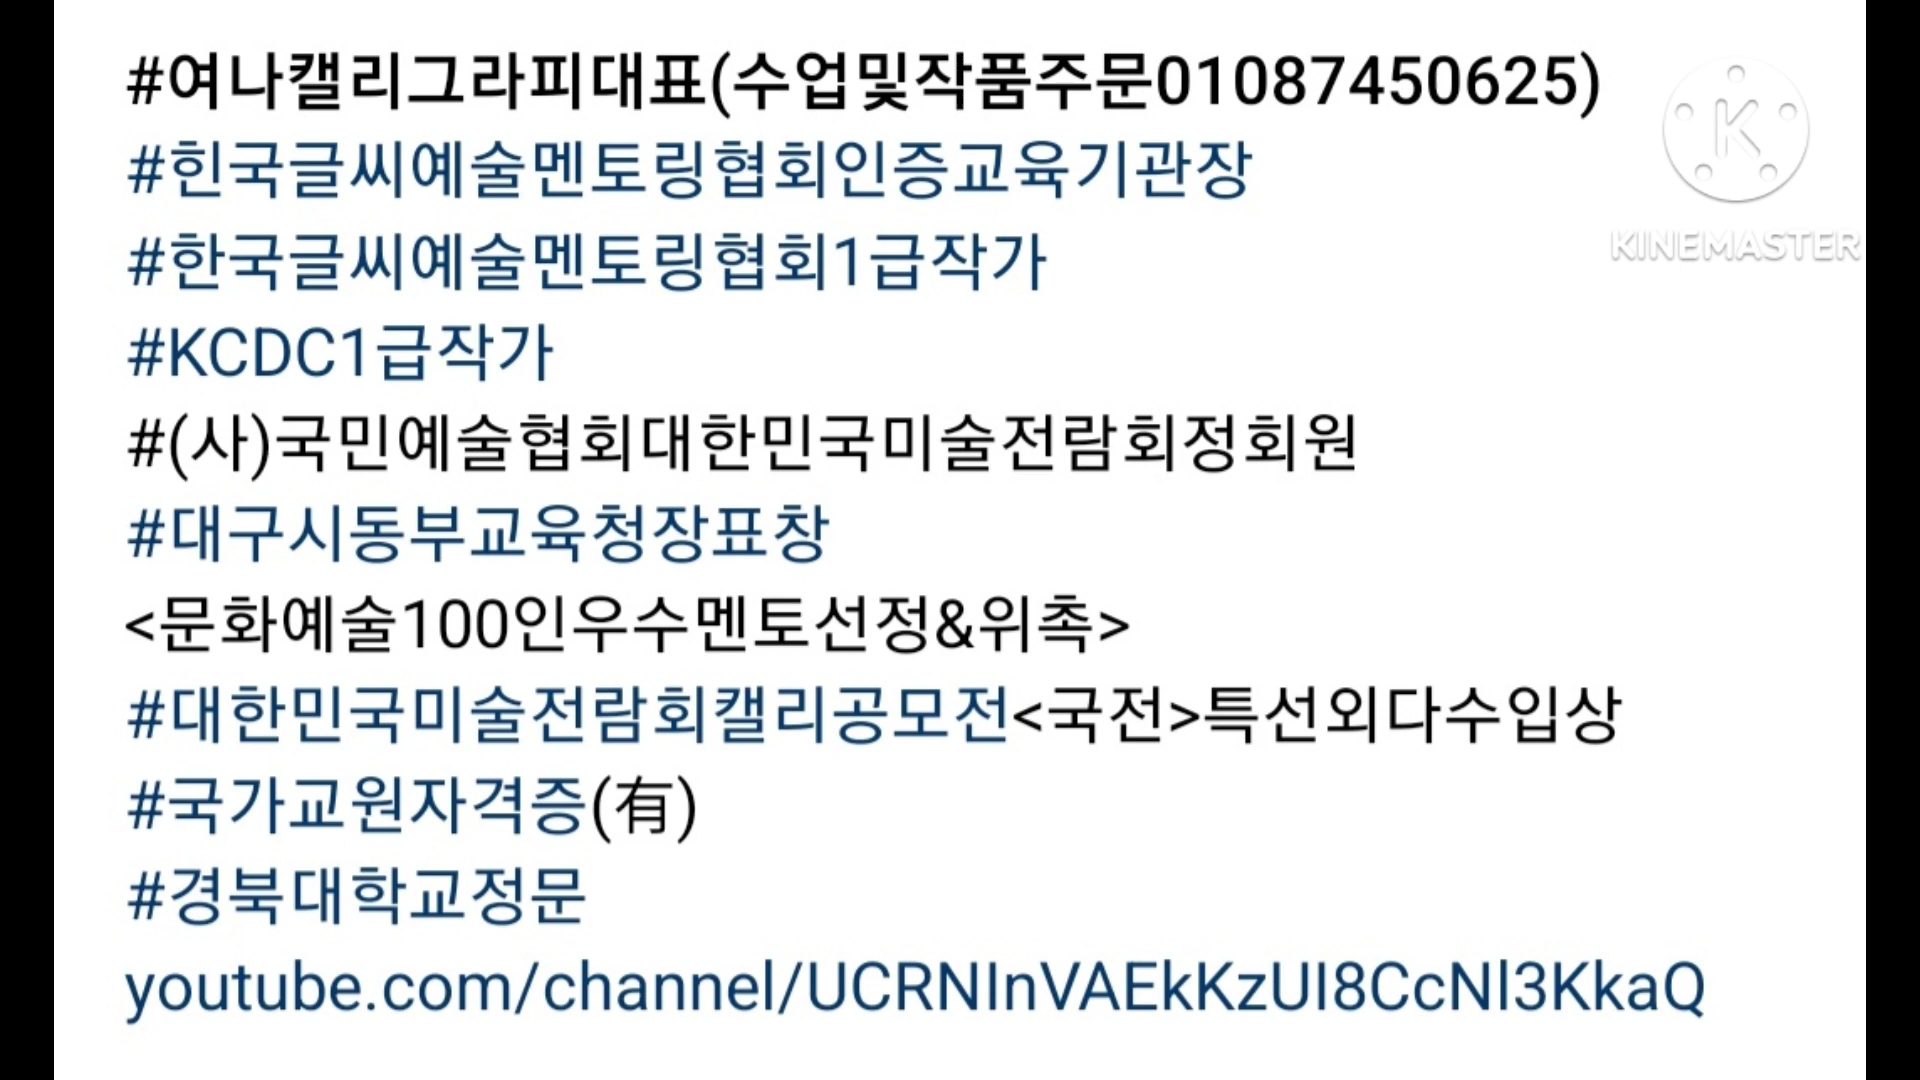 #여나캘리그라피대표(수업및작품주문01087450625)
#힌국글씨예술멘토링협회인증교육기관장
#한국글씨예술멘토링협회1급작가
#KCDC1급작가
#(사)국민예술협회대한민국미술전람회정회원
#대구시동부교육청장표창
<문화예술100인우수멘토선정&위촉>
#대한민국미술전람회캘리공모전<국전>특선외다수입상
#국가교원자격증(有)
#경북대학교정문
youtube.com/channel/UCRNInVAEkKzUI8CcNl3KkaQ
K
KINEMASTER